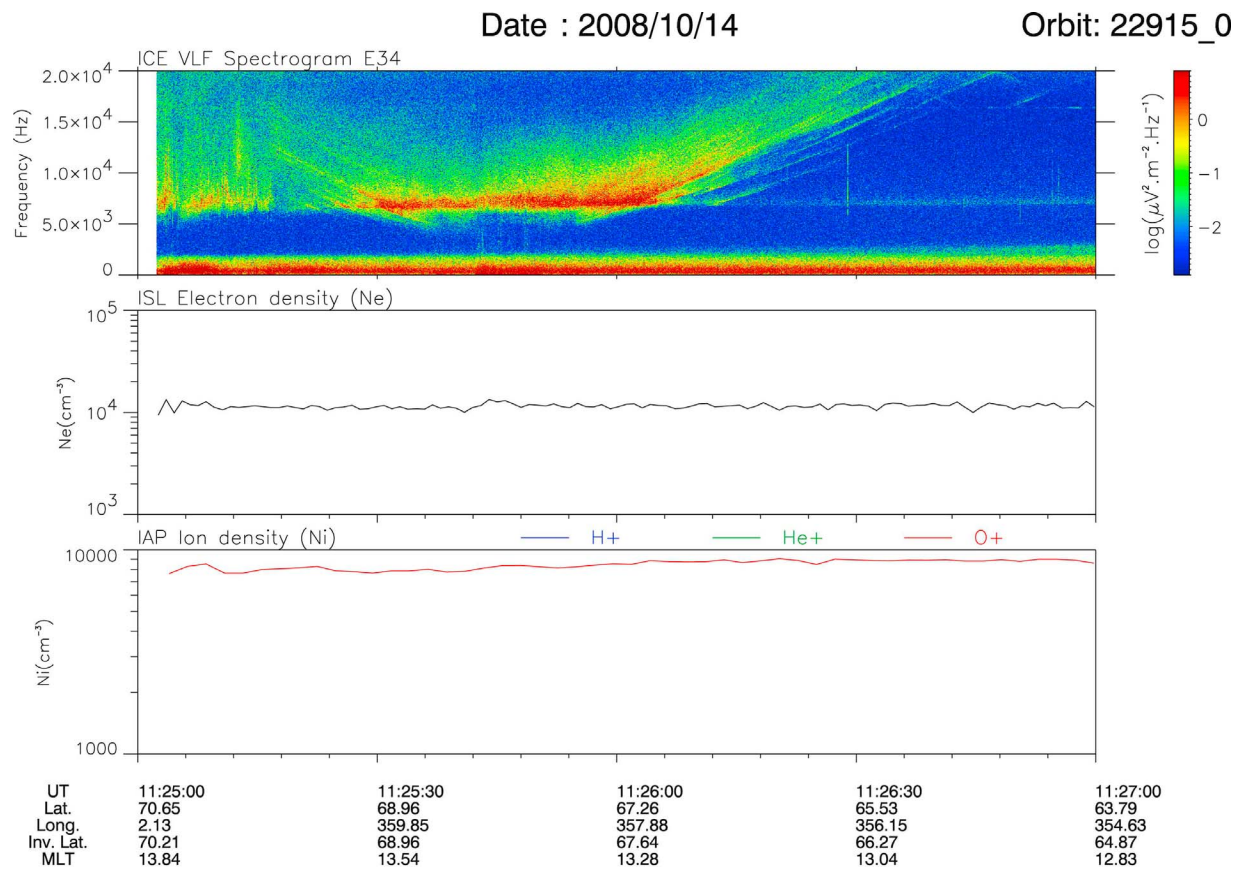 Date : 2008/10/14 Orbit: 22915_0
ICE VLF Spectrogram E34
2.0×10⁴
1.5×10⁴
1.0×10⁴
5.0×10³
0
Frequency (Hz)
0
−1
−2
log(μV².m⁻².Hz⁻¹)
ISL Electron density (Ne)
10⁵
10⁴
10³
Ne(cm⁻³)
IAP Ion density (Ni) H+ He+ O+
10000
1000
Ni(cm⁻³)
UT 11:25:00 11:25:30 11:26:00 11:26:30 11:27:00
Lat. 70.65 68.96 67.26 65.53 63.79
Long. 2.13 359.85 357.88 356.15 354.63
Inv. Lat. 70.21 68.96 67.64 66.27 64.87
MLT 13.84 13.54 13.28 13.04 12.83